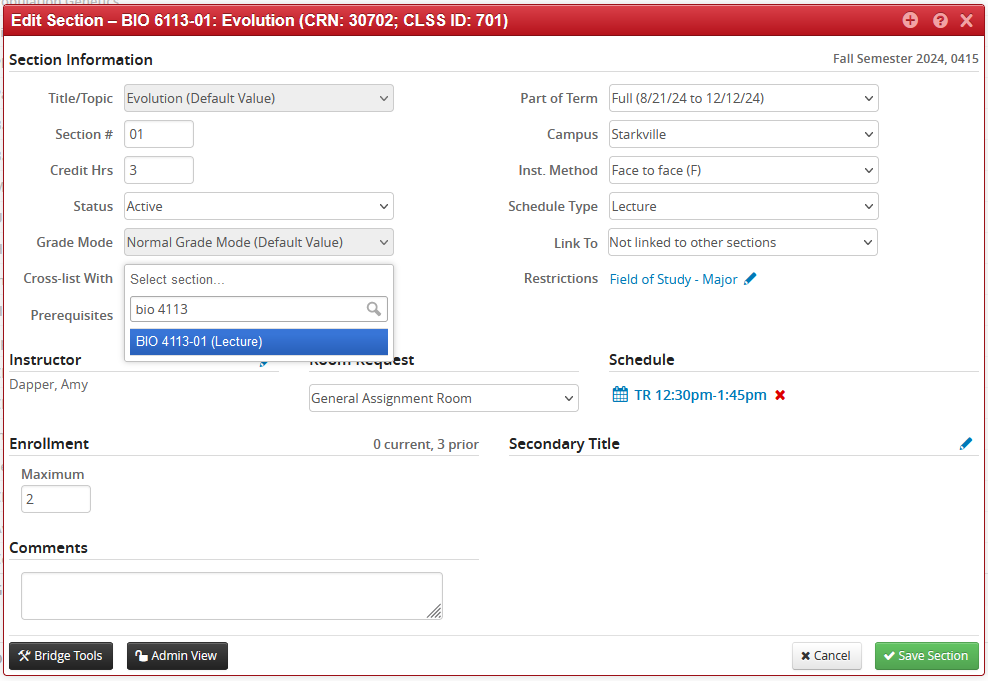 Edit Section – BIO 6113-01: Evolution (CRN: 30702; CLSS ID: 701)
Section Information
Fall Semester 2024, 0415
Title/Topic Evolution (Default Value)
Part of Term Full (8/21/24 to 12/12/24)
Section # 01
Campus Starkville
Credit Hrs 3
Inst. Method Face to face (F)
Status Active
Schedule Type Lecture
Grade Mode Normal Grade Mode (Default Value)
Link To Not linked to other sections
Cross-list With Select section...
Restrictions Field of Study - Major
bio 4113
Prerequisites
BIO 4113-01 (Lecture)
Instructor
Room Request
Schedule
Dapper, Amy
General Assignment Room
TR 12:30pm-1:45pm
Enrollment
0 current, 3 prior
Secondary Title
Maximum
2
Comments
Bridge Tools
Admin View
Cancel
Save Section